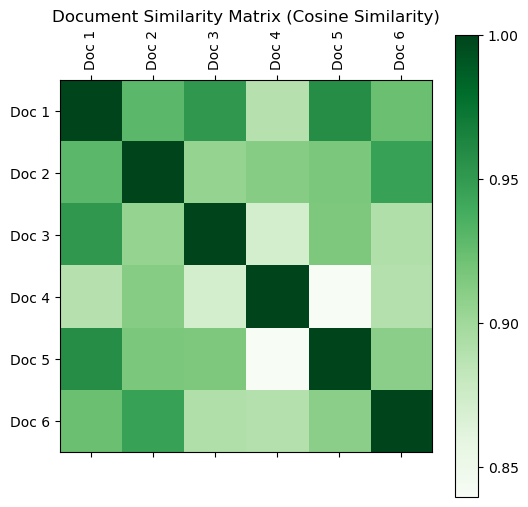 Document Similarity Matrix (Cosine Similarity)
Doc 1 Doc 2 Doc 3 Doc 4 Doc 5 Doc 6
Doc 1
Doc 2
Doc 3
Doc 4
Doc 5
Doc 6
1.00
0.95
0.90
0.85